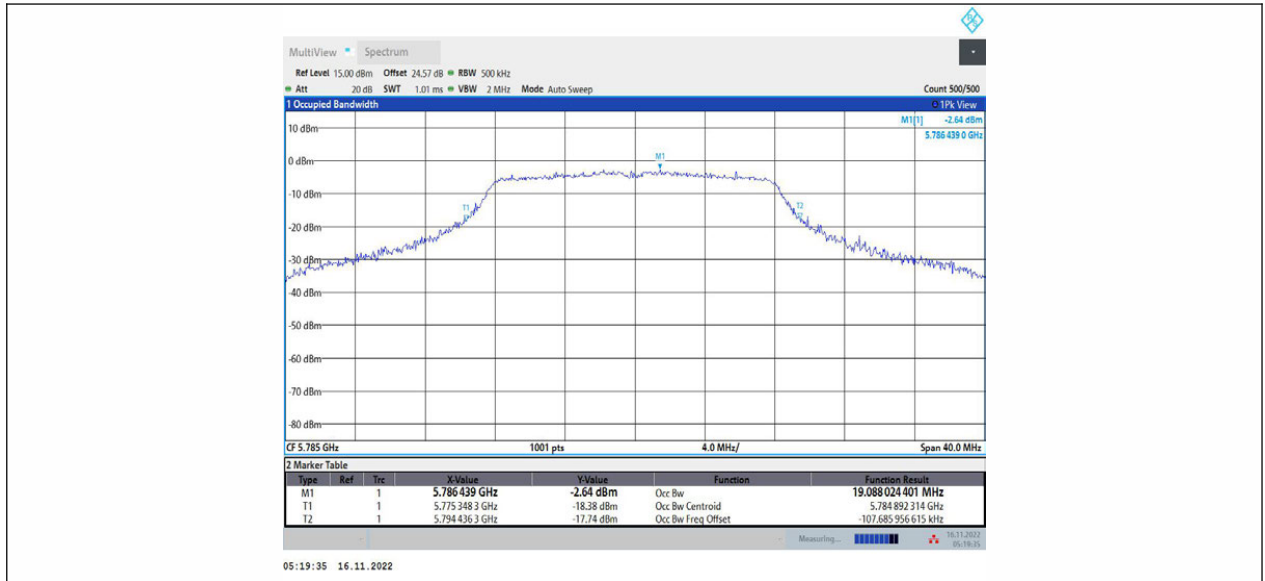 MultiView Spectrum
Ref Level 15.00 dBm Offset 24.57 dB RBW 500 kHz
Att 20 dB SWT 1.01 ms VBW 2 MHz Mode Auto Sweep Count 500/500
1 Occupied Bandwidth 1Pk View
M1[1] -2.64 dBm
5.786 439 0 GHz
10 dBm
M1
0 dBm
-10 dBm
T1 T2
-20 dBm
-30 dBm
-40 dBm
-50 dBm
-60 dBm
-70 dBm
-80 dBm
CF 5.785 GHz 1001 pts 4.0 MHz/ Span 40.0 MHz
2 Marker Table
Type Ref Trc X-Value Y-Value Function Function Result
M1 1 5.786 439 GHz -2.64 dBm Occ Bw 19.088 024 401 MHz
T1 1 5.775 348 3 GHz -18.38 dBm Occ Bw Centroid 5.784 892 314 GHz
T2 1 5.794 436 3 GHz -17.74 dBm Occ Bw Freq Offset -107.685 956 615 kHz
Measuring... 16.11.2022
05:19:35
05:19:35 16.11.2022